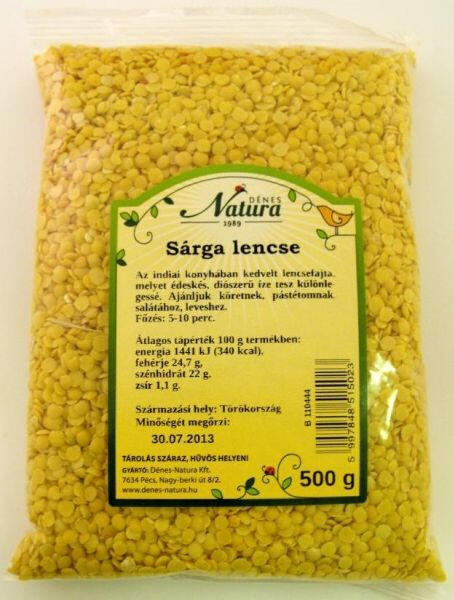 DÉNES
Natura
1989
Sárga lencse
Az indiai konyhában kedvelt lencsefajta,
melyet édeskés, diószerű íze tesz különle-
gessé. Ajánljuk köretnek, pástétomnak
salátához, leveshez.
Főzés: 5-10 perc.
Átlagos tápérték 100 g termékben:
energia 1441 kJ (340 kcal),
fehérje 24,7 g,
szénhidrát 22 g,
zsír 1,1 g.
Származási hely: Törökország
Minőségét megőrzi:
30.07.2013
TÁROLÁS SZÁRAZ, HŰVÖS HELYEN!
GYÁRTÓ: Dénes-Natura Kft.
7634 Pécs, Nagy-berki út 8/2.
www.denes-natura.hu
B 110444
5 997848 515023
500 g